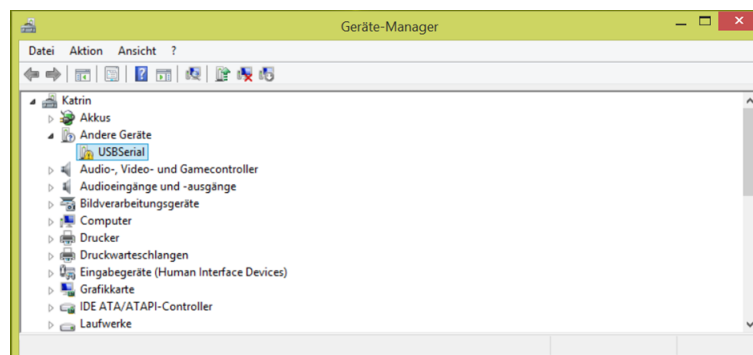 Geräte-Manager
Datei Aktion Ansicht ?
Katrin
Akkus
Andere Geräte
USBSerial
Audio-, Video- und Gamecontroller
Audioeingänge und -ausgänge
Bildverarbeitungsgeräte
Computer
Drucker
Druckwarteschlangen
Eingabegeräte (Human Interface Devices)
Grafikkarte
IDE ATA/ATAPI-Controller
Laufwerke